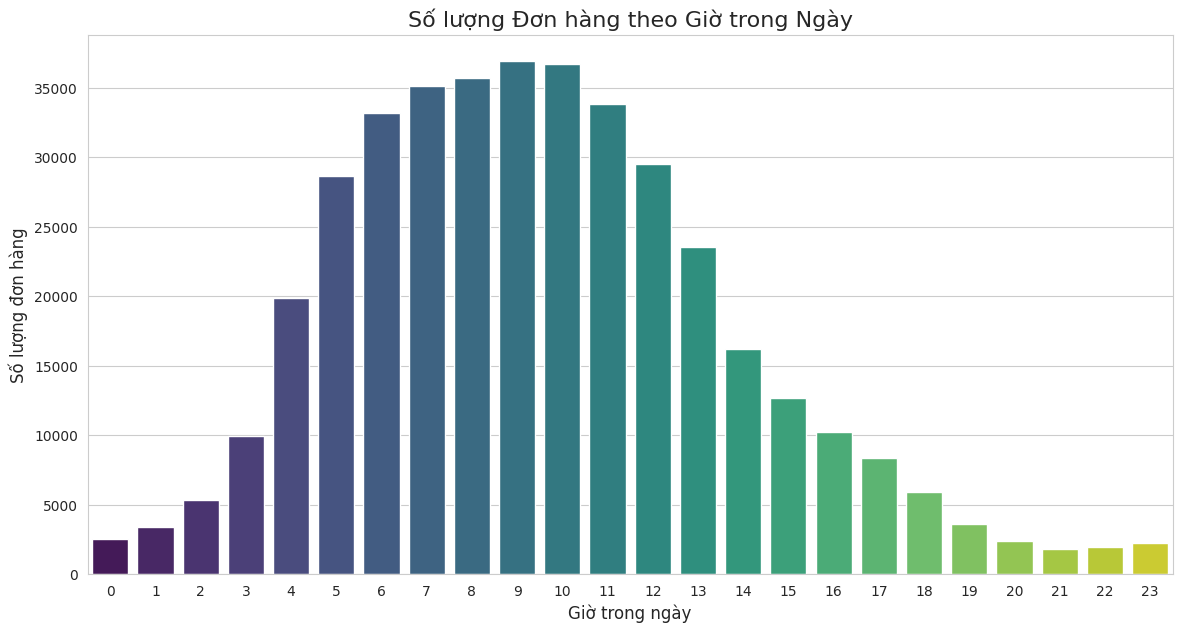 Số lượng Đơn hàng theo Giờ trong Ngày
Số lượng đơn hàng
35000
30000
25000
20000
15000
10000
5000
0
0 1 2 3 4 5 6 7 8 9 10 11 12 13 14 15 16 17 18 19 20 21 22 23
Giờ trong ngày